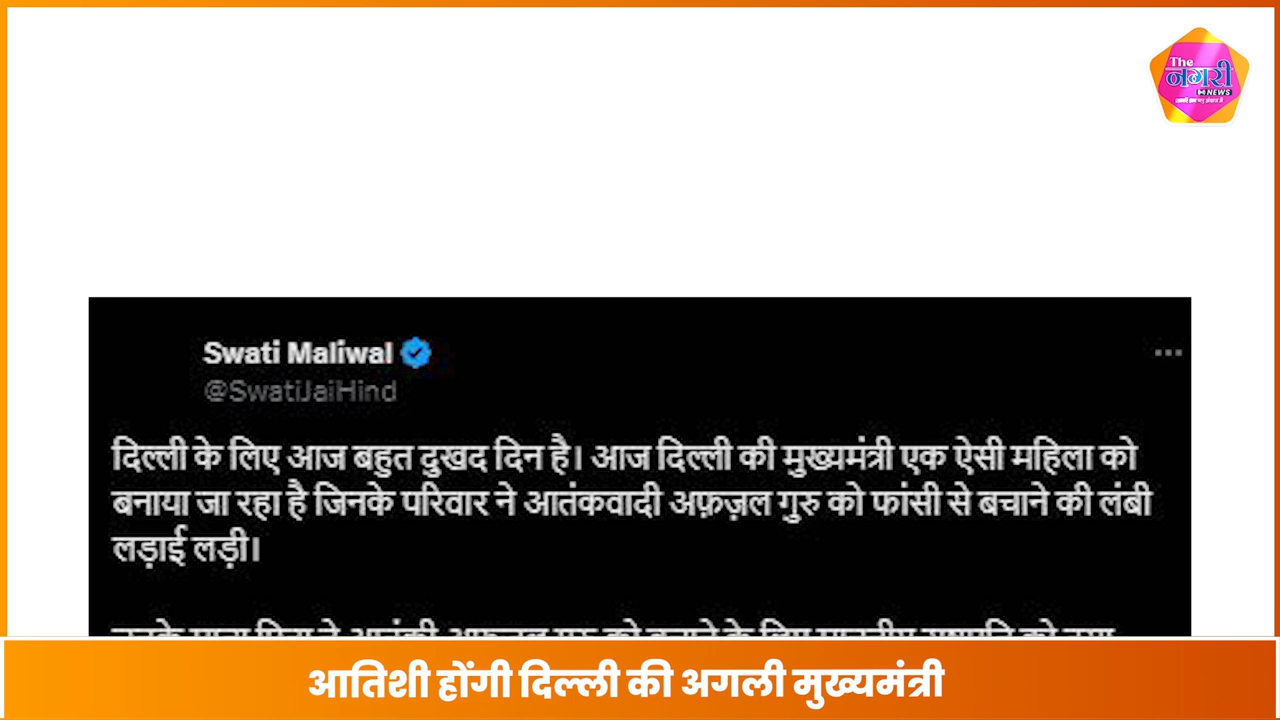 The
नगरी
NEWS
Swati Maliwal
@SwatiJaiHind
दिल्ली के लिए आज बहुत दुखद दिन है। आज दिल्ली की मुख्यमंत्री एक ऐसी महिला को
बनाया जा रहा है जिनके परिवार ने आतंकवादी अफ़ज़ल गुरु को फांसी से बचाने की लंबी
लड़ाई लड़ी।
आतिशी होंगी दिल्ली की अगली मुख्यमंत्री